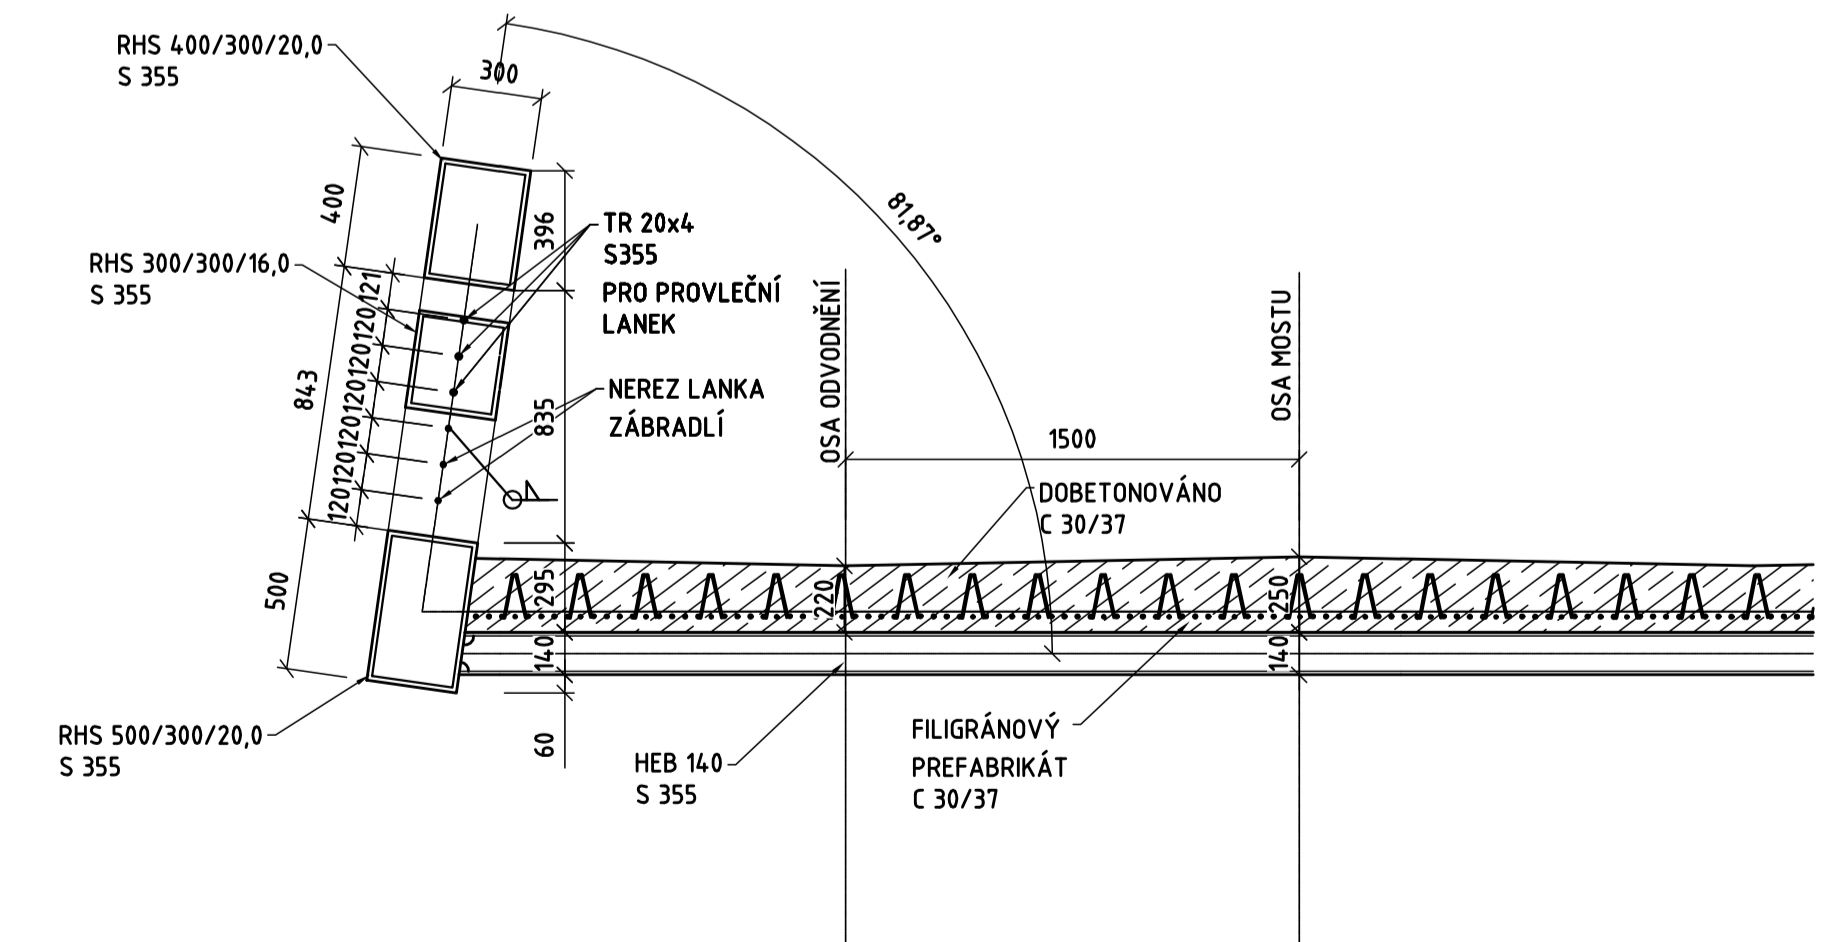 RHS 400/300/20,0
S 355
300
400
396
81,87°
TR 20x4
S355
PRO PROVLEČNÍ
LANEK
RHS 300/300/16,0
S 355
121
120
120
120
120
120
120
843
835
NEREZ LANKA
ZÁBRADLÍ
OSA ODVODNĚNÍ
OSA MOSTU
1500
DOBETONOVÁNO
C 30/37
500
295
220
250
140
140
60
RHS 500/300/20,0
S 355
HEB 140
S 355
FILIGRÁNOVÝ
PREFABRIKÁT
C 30/37